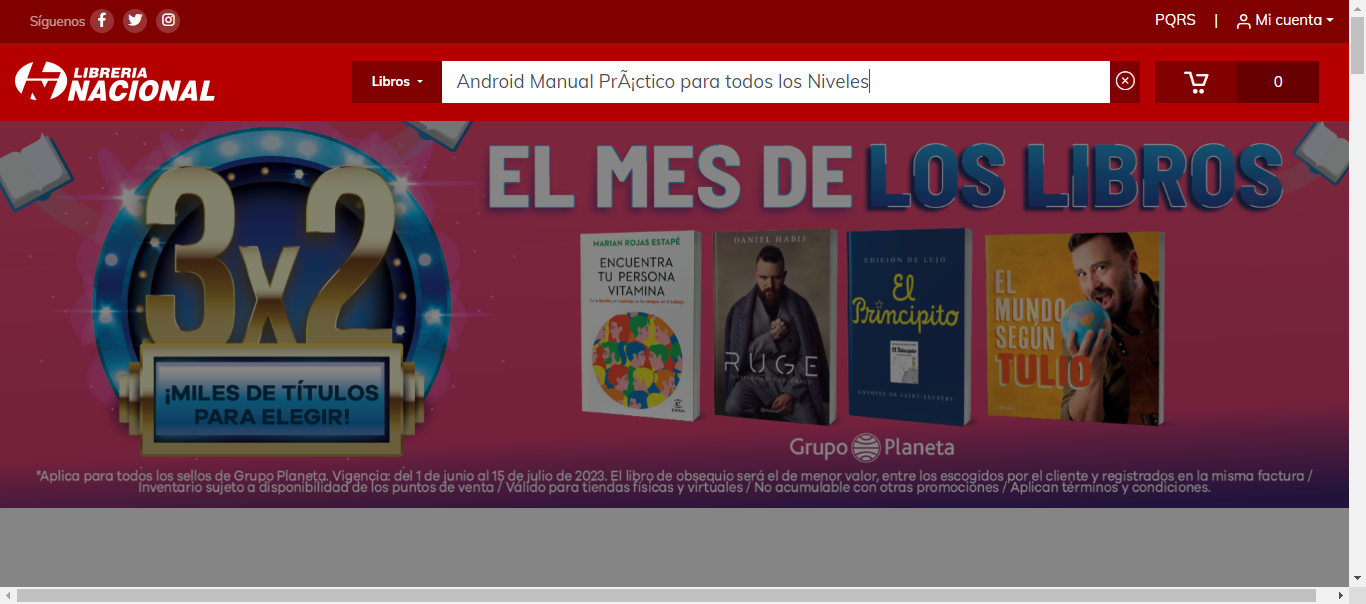 Síguenos
PQRS | Mi cuenta
LIBRERIA
NACIONAL
Libros
Android Manual PrÃ¡ctico para todos los Niveles
0
3x2
¡MILES DE TÍTULOS
PARA ELEGIR!
EL MES DE LOS LIBROS
MARIAN ROJAS ESTAPÉ
ENCUENTRA
TU PERSONA
VITAMINA
DANIEL HABIF
RUGE
EDICIÓN DE LUJO
El
Principito
ANTOINE DE SAINT-EXUPÉRY
EL
MUNDO
SEGÚN
TULIO
Grupo Planeta
*Aplica para todos los sellos de Grupo Planeta. Vigencia: del 1 de junio al 15 de julio de 2023. El libro de obsequio será el de menor valor, entre los escogidos por el cliente y registrados en la misma factura /
Inventario sujeto a disponibilidad de los puntos de venta / Válido para tiendas físicas y virtuales / No acumulable con otras promociones / Aplican términos y condiciones.